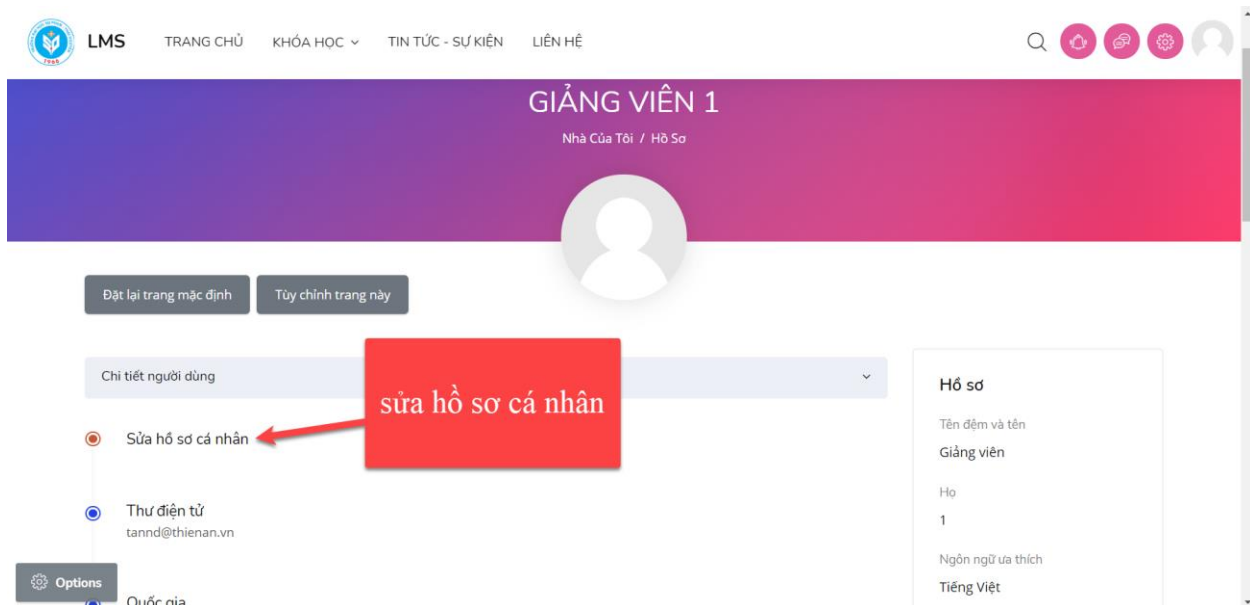 LMS TRANG CHỦ KHÓA HỌC TIN TỨC - SỰ KIỆN LIÊN HỆ
GIẢNG VIÊN 1
Nhà Của Tôi / Hồ Sơ
Đặt lại trang mặc định Tùy chỉnh trang này
Chi tiết người dùng
sửa hồ sơ cá nhân
Sửa hồ sơ cá nhân
Thư điện tử
tannd@thienan.vn
Options
Quốc gia
Hồ sơ
Tên đệm và tên
Giảng viên
Họ
1
Ngôn ngữ ưa thích
Tiếng Việt